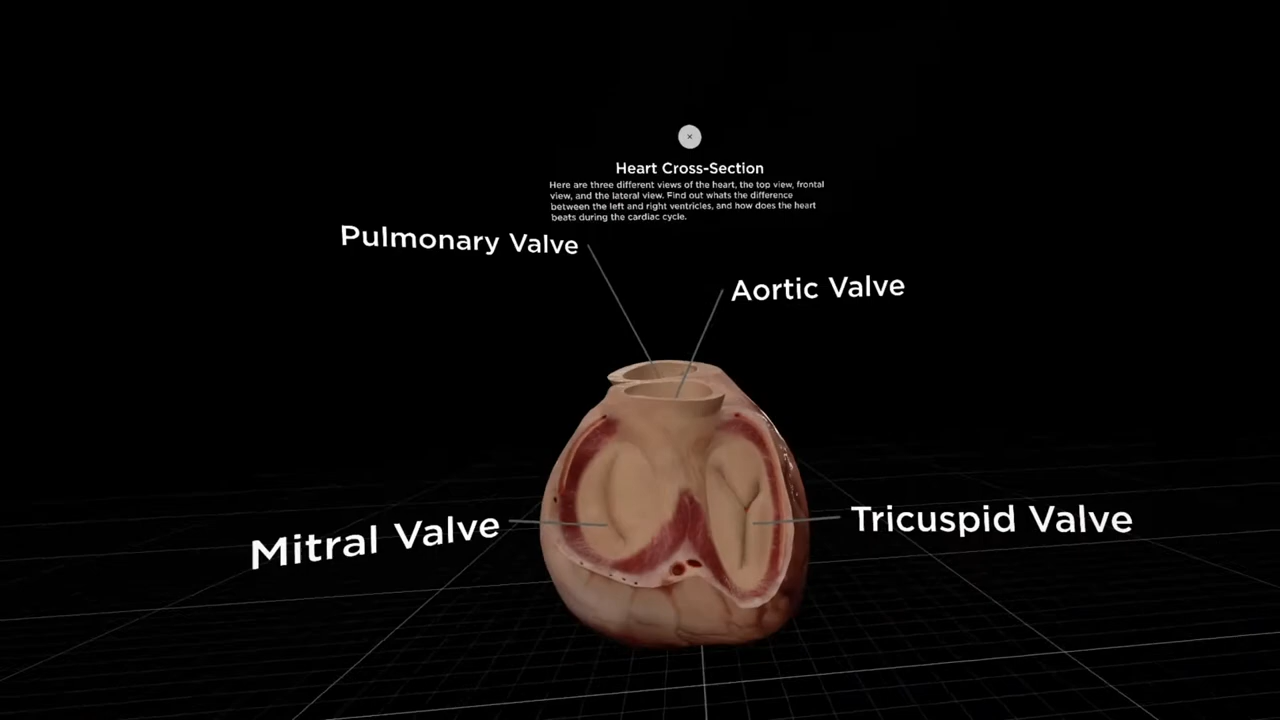 Heart Cross-Section
Here are three different views of the heart, the top view, frontal
view, and the lateral view. Find out whats the difference
between the left and right ventricles, and how does the heart
beats during the cardiac cycle.
Pulmonary Valve
Aortic Valve
Mitral Valve
Tricuspid Valve